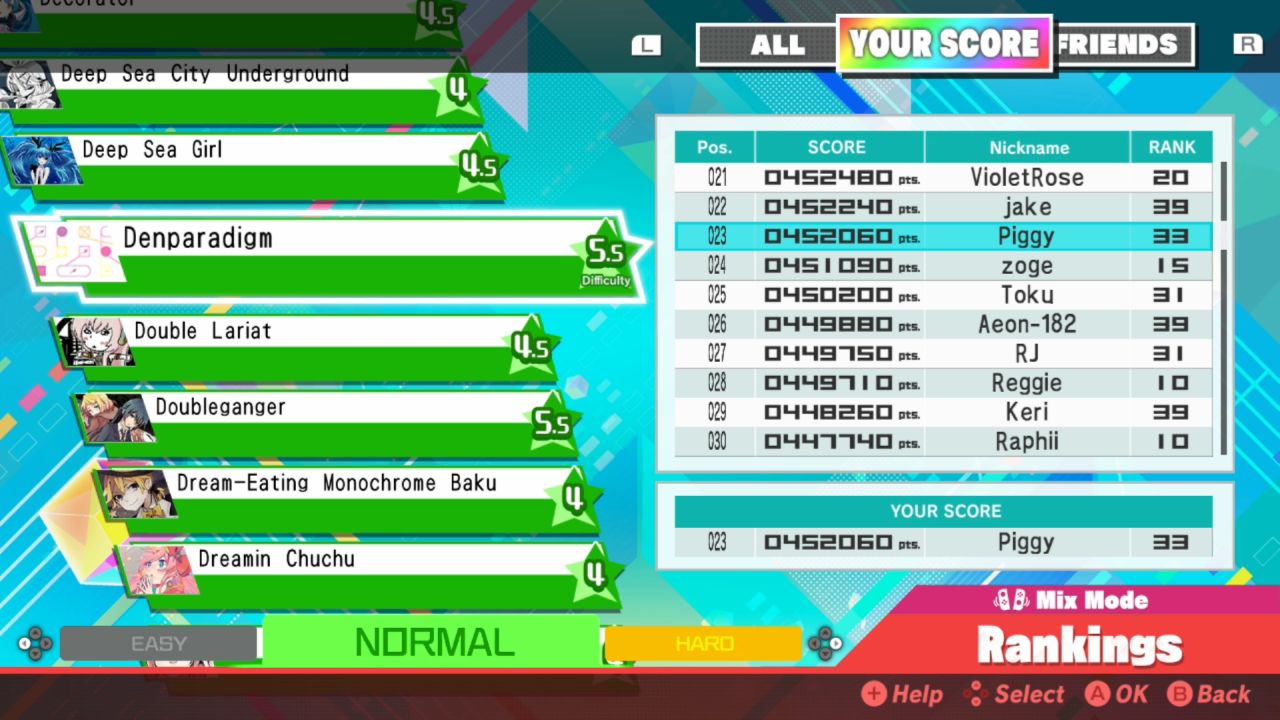 Decorator
4.5
Deep Sea City Underground
4
Deep Sea Girl
4.5
Denparadigm
5.5
Difficulty
Double Lariat
4.5
Doubleganger
5.5
Dream-Eating Monochrome Baku
4
Dreamin Chuchu
4
EASY NORMAL HARD
L ALL YOUR SCORE FRIENDS R
Pos. SCORE Nickname RANK
021 0452480 pts. VioletRose 20
022 0452240 pts. jake 39
023 0452060 pts. Piggy 33
024 0451090 pts. zoge 15
025 0450200 pts. Toku 31
026 0449880 pts. Aeon-182 39
027 0449750 pts. RJ 31
028 0449710 pts. Reggie 10
029 0448260 pts. Keri 39
030 0447740 pts. Raphii 10
YOUR SCORE
023 0452060 pts. Piggy 33
Mix Mode
Rankings
+ Help Select A OK B Back